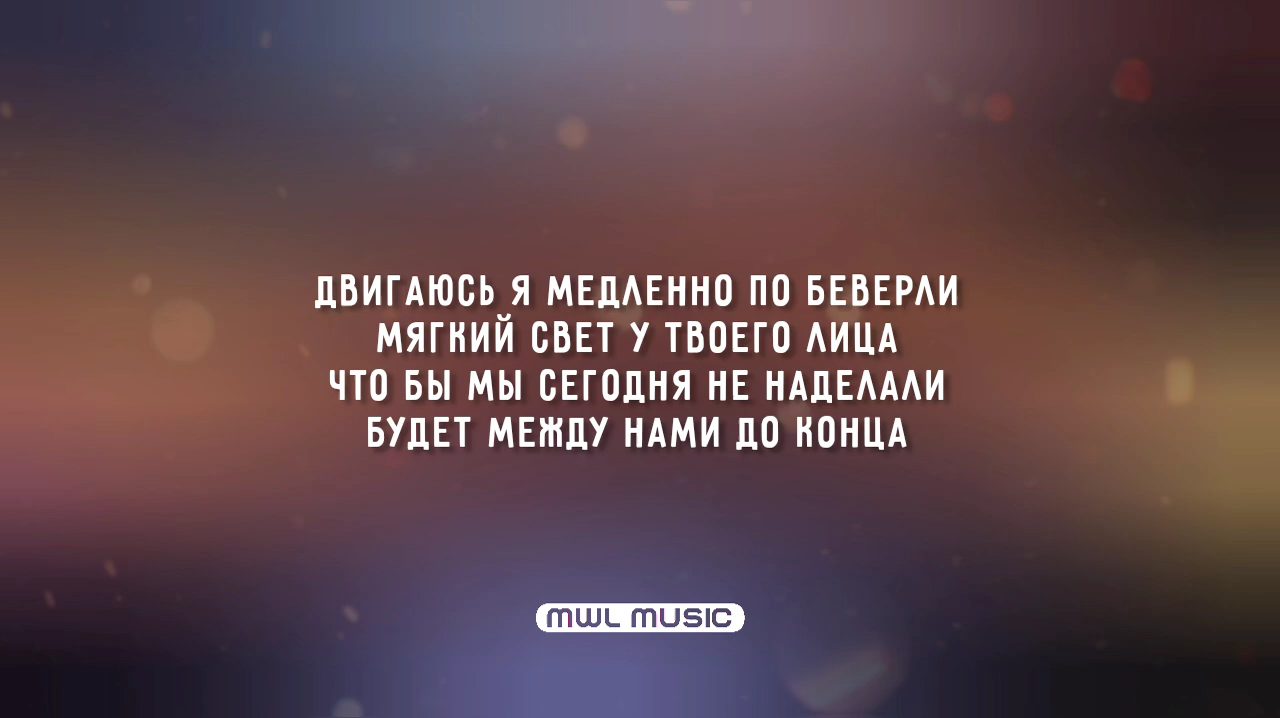 ДВИГАЮСЬ Я МЕДЛЕННО ПО БЕВЕРЛИ
МЯГКИЙ СВЕТ У ТВОЕГО ЛИЦА
ЧТО БЫ МЫ СЕГОДНЯ НЕ НАДЕЛАЛИ
БУДЕТ МЕЖДУ НАМИ ДО КОНЦА
MWL MUSIC